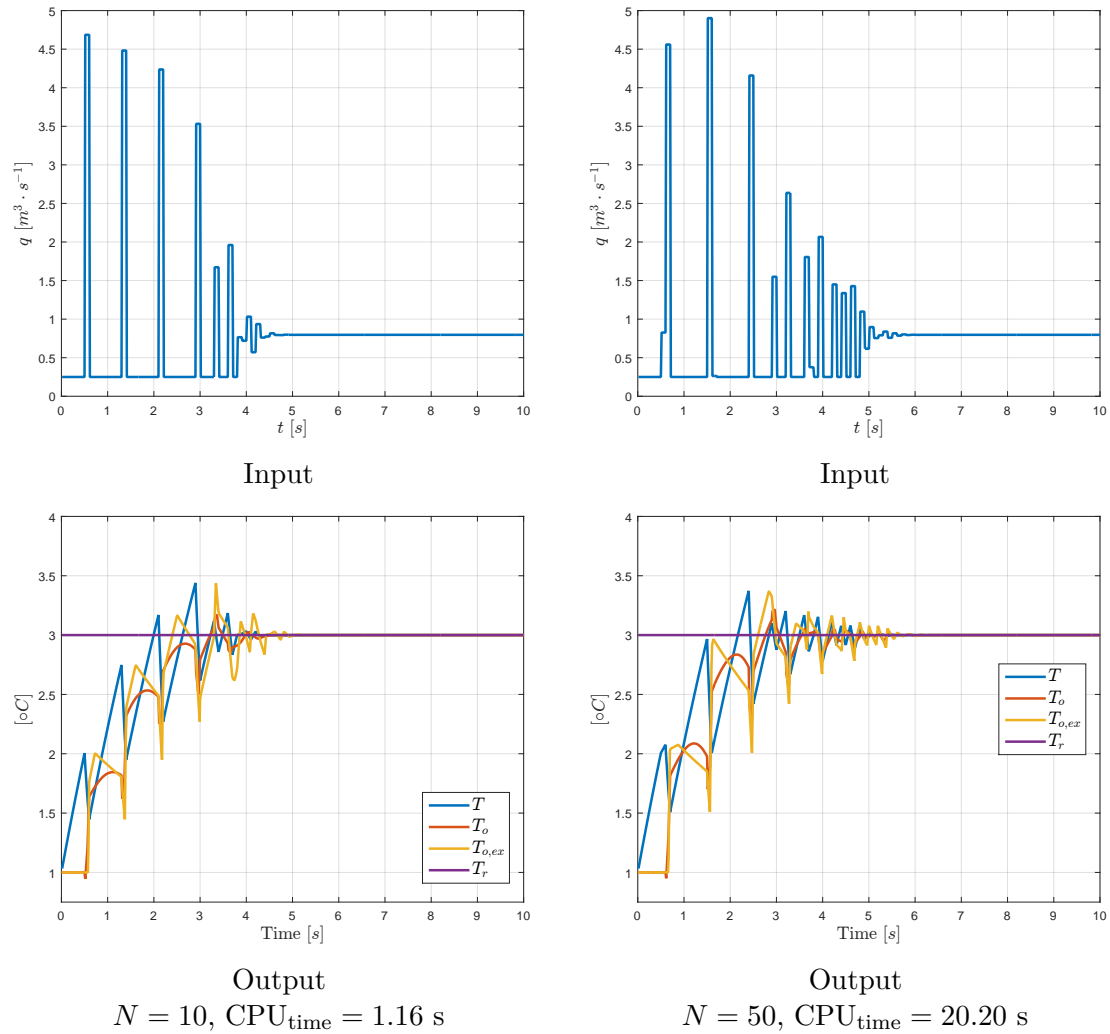 5
4.5
4
3.5
3
2.5
2
1.5
1
0.5
0
q [m³ · s⁻¹]
0 1 2 3 4 5 6 7 8 9 10
t [s]
Input
5
4.5
4
3.5
3
2.5
2
1.5
1
0.5
0
q [m³ · s⁻¹]
0 1 2 3 4 5 6 7 8 9 10
t [s]
Input
4
3.5
3
2.5
2
1.5
1
[∘C]
T
T_o
T_{o,ex}
T_r
0 1 2 3 4 5 6 7 8 9 10
Time [s]
Output
N = 10, CPU_time = 1.16 s
4
3.5
3
2.5
2
1.5
1
[∘C]
T
T_o
T_{o,ex}
T_r
0 1 2 3 4 5 6 7 8 9 10
Time [s]
Output
N = 50, CPU_time = 20.20 s